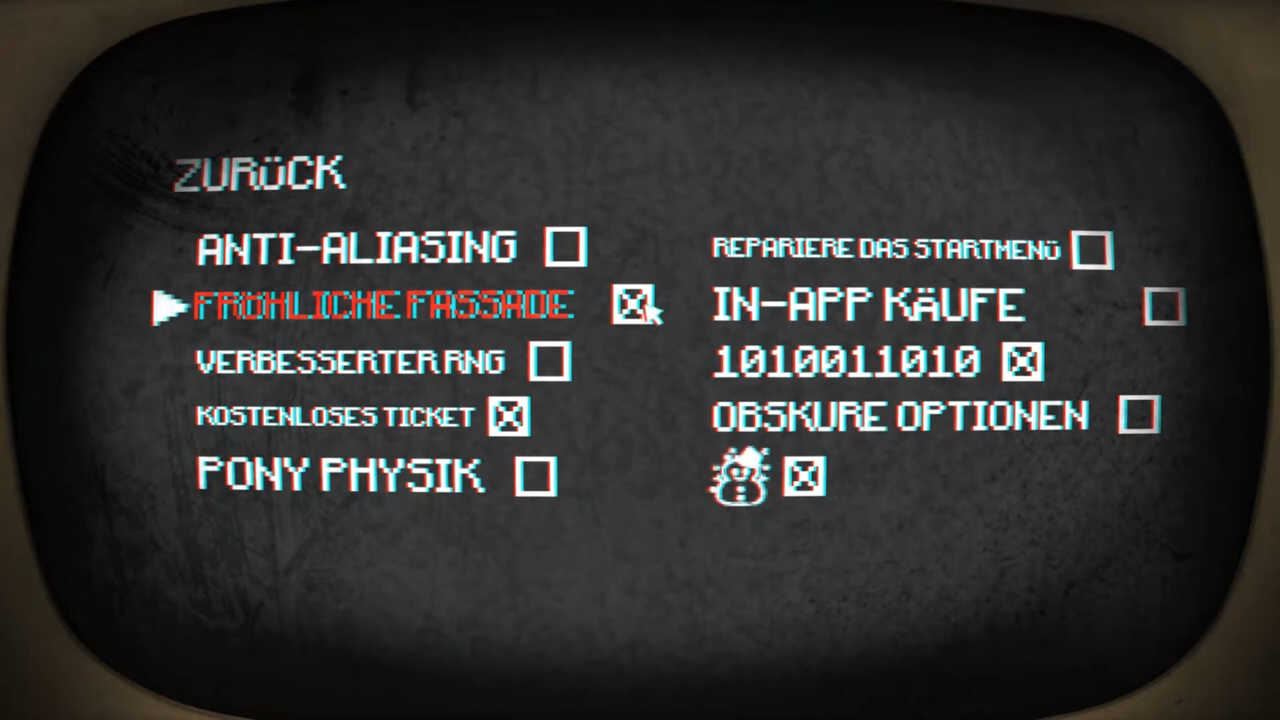 ZURüCK
ANTI-ALIASING
FRöHLICHE FASSADE
VERBESSERTER RNG
KOSTENLOSES TICKET
PONY PHYSIK
REPARIERE DAS STARTMENü
IN-APP KäUFE
1010011010
OBSKURE OPTIONEN